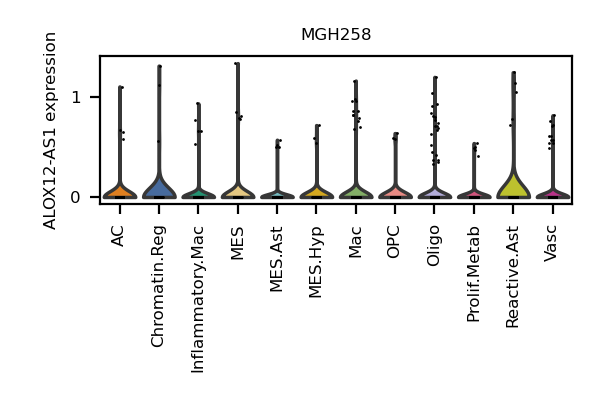 MGH258
ALOX12-AS1 expression
1
0
AC
Chromatin.Reg
Inflammatory.Mac
MES
MES.Ast
MES.Hyp
Mac
OPC
Oligo
Prolif.Metab
Reactive.Ast
Vasc